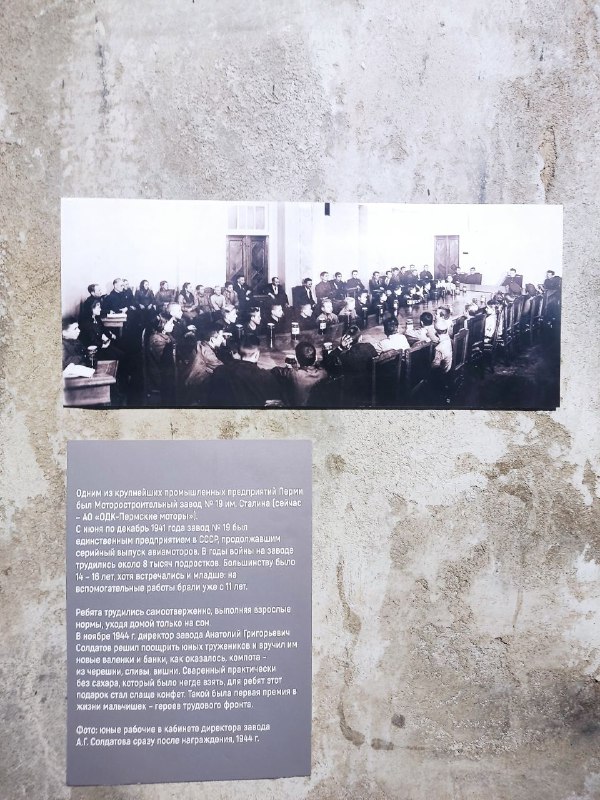 Одним из крупнейших промышленных предприятий Перми
был Моторостроительный завод № 19 им. Сталина (сейчас
– АО «ОДК-Пермские моторы»).
С июня по декабрь 1941 года завод № 19 был
единственным предприятием в СССР, продолжавшим
серийный выпуск авиамоторов. В годы войны на заводе
трудились около 8 тысяч подростков. Большинству было
14 – 16 лет, хотя встречались и младше: на
вспомогательные работы брали уже с 11 лет.
Ребята трудились самоотверженно, выполняя взрослые
нормы, уходя домой только на сон.
В ноябре 1944 г. директор завода Анатолий Григорьевич
Солдатов решил поощрить юных тружеников и вручил им
новые валенки и банки, как оказалось, компота –
из черешни, сливы, вишни. Сваренный практически
без сахара, который было негде взять, для ребят этот
подарок стал слаще конфет. Такой была первая премия в
жизни мальчишек – героев трудового фронта.
Фото: юные рабочие в кабинете директора завода
А.Г. Солдатова сразу после награждения, 1944 г.